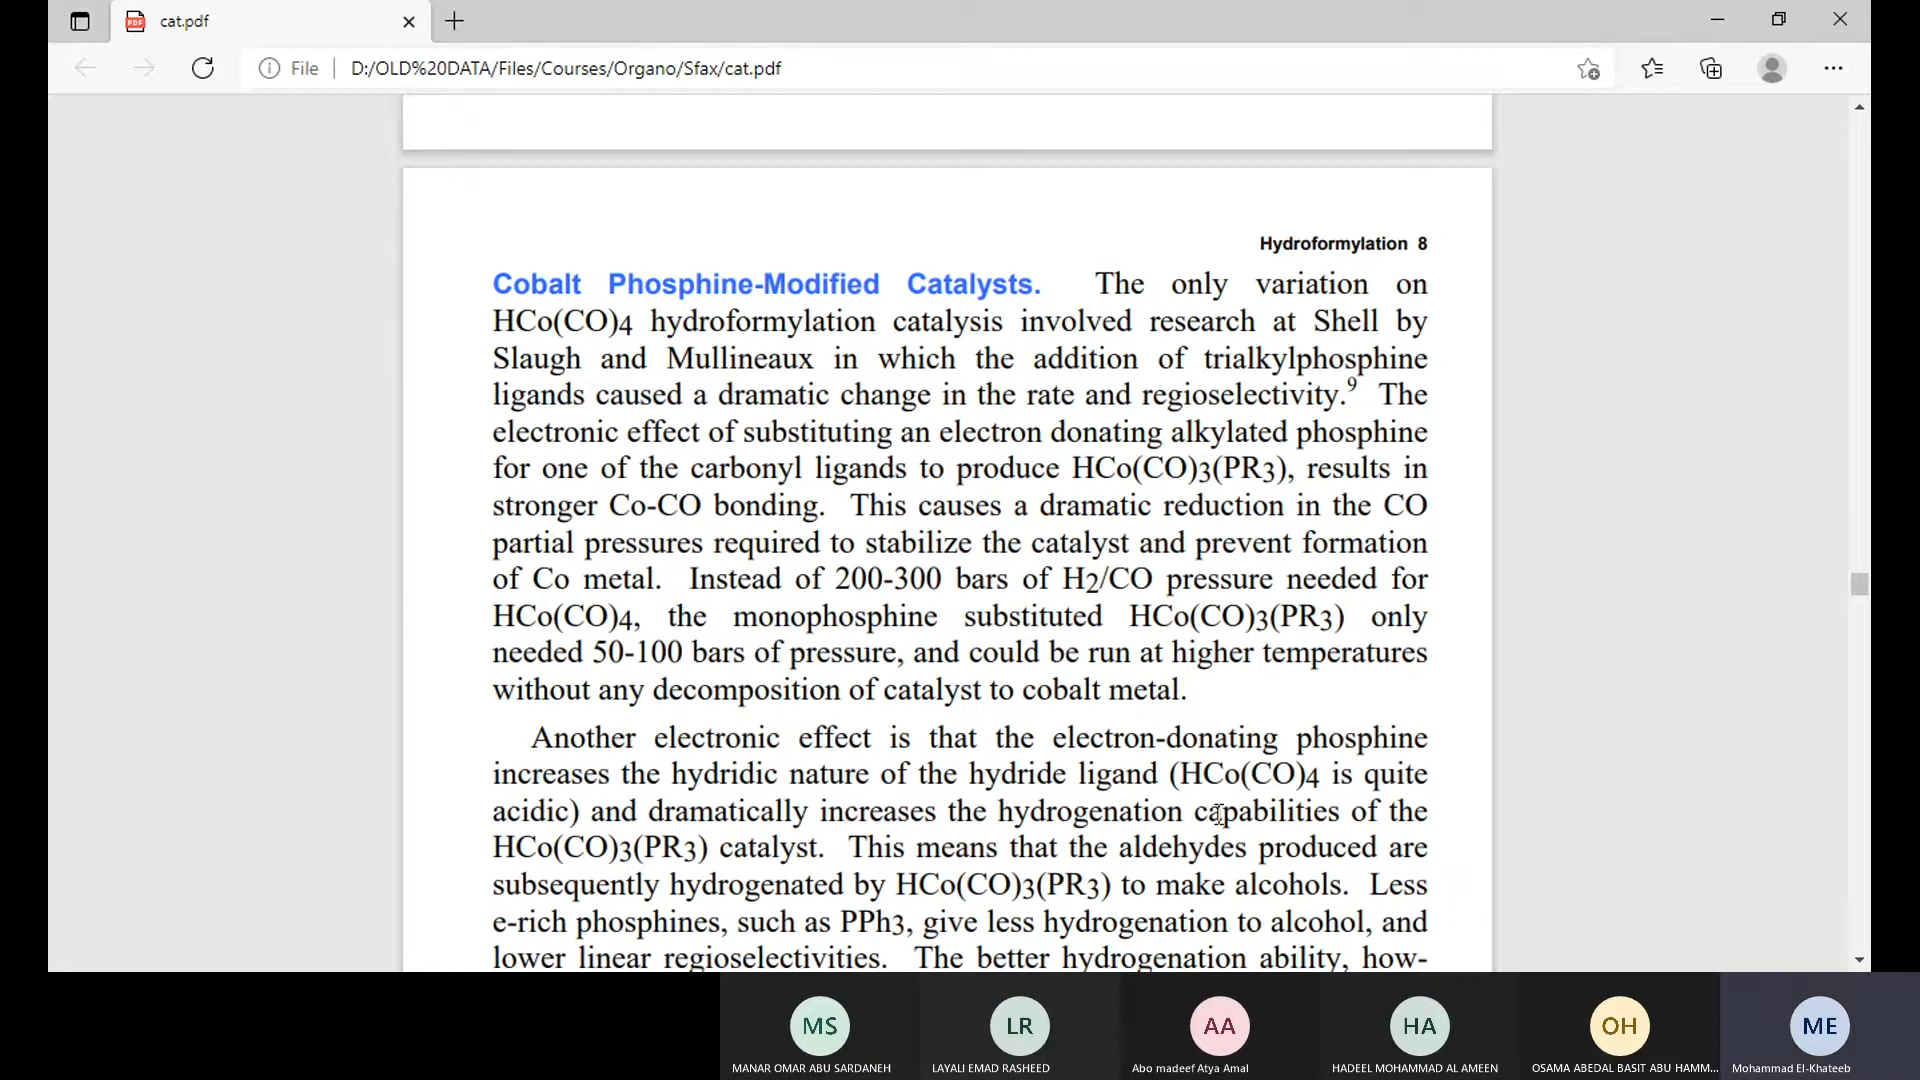 cat.pdf
File
D:/OLD%20DATA/Files/Courses/Organo/Sfax/cat.pdf
Hydroformylation 8
Cobalt Phosphine-Modified Catalysts. The only variation on
HCo(CO)4 hydroformylation catalysis involved research at Shell by
Slaugh and Mullineaux in which the addition of trialkylphosphine
ligands caused a dramatic change in the rate and regioselectivity.9 The
electronic effect of substituting an electron donating alkylated phosphine
for one of the carbonyl ligands to produce HCo(CO)3(PR3), results in
stronger Co-CO bonding. This causes a dramatic reduction in the CO
partial pressures required to stabilize the catalyst and prevent formation
of Co metal. Instead of 200-300 bars of H2/CO pressure needed for
HCo(CO)4, the monophosphine substituted HCo(CO)3(PR3) only
needed 50-100 bars of pressure, and could be run at higher temperatures
without any decomposition of catalyst to cobalt metal.
Another electronic effect is that the electron-donating phosphine
increases the hydridic nature of the hydride ligand (HCo(CO)4 is quite
acidic) and dramatically increases the hydrogenation capabilities of the
HCo(CO)3(PR3) catalyst. This means that the aldehydes produced are
subsequently hydrogenated by HCo(CO)3(PR3) to make alcohols. Less
e-rich phosphines, such as PPh3, give less hydrogenation to alcohol, and
lower linear regioselectivities. The better hydrogenation ability, how-
MS LR AA HA OH ME
MANAR OMAR ABU SARDANEH LAYALI EMAD RASHEED Abo madeef Atya Amal HADEEL MOHAMMAD AL AMEEN OSAMA ABEDAL BASIT ABU HAMM... Mohammad El-Khateeb